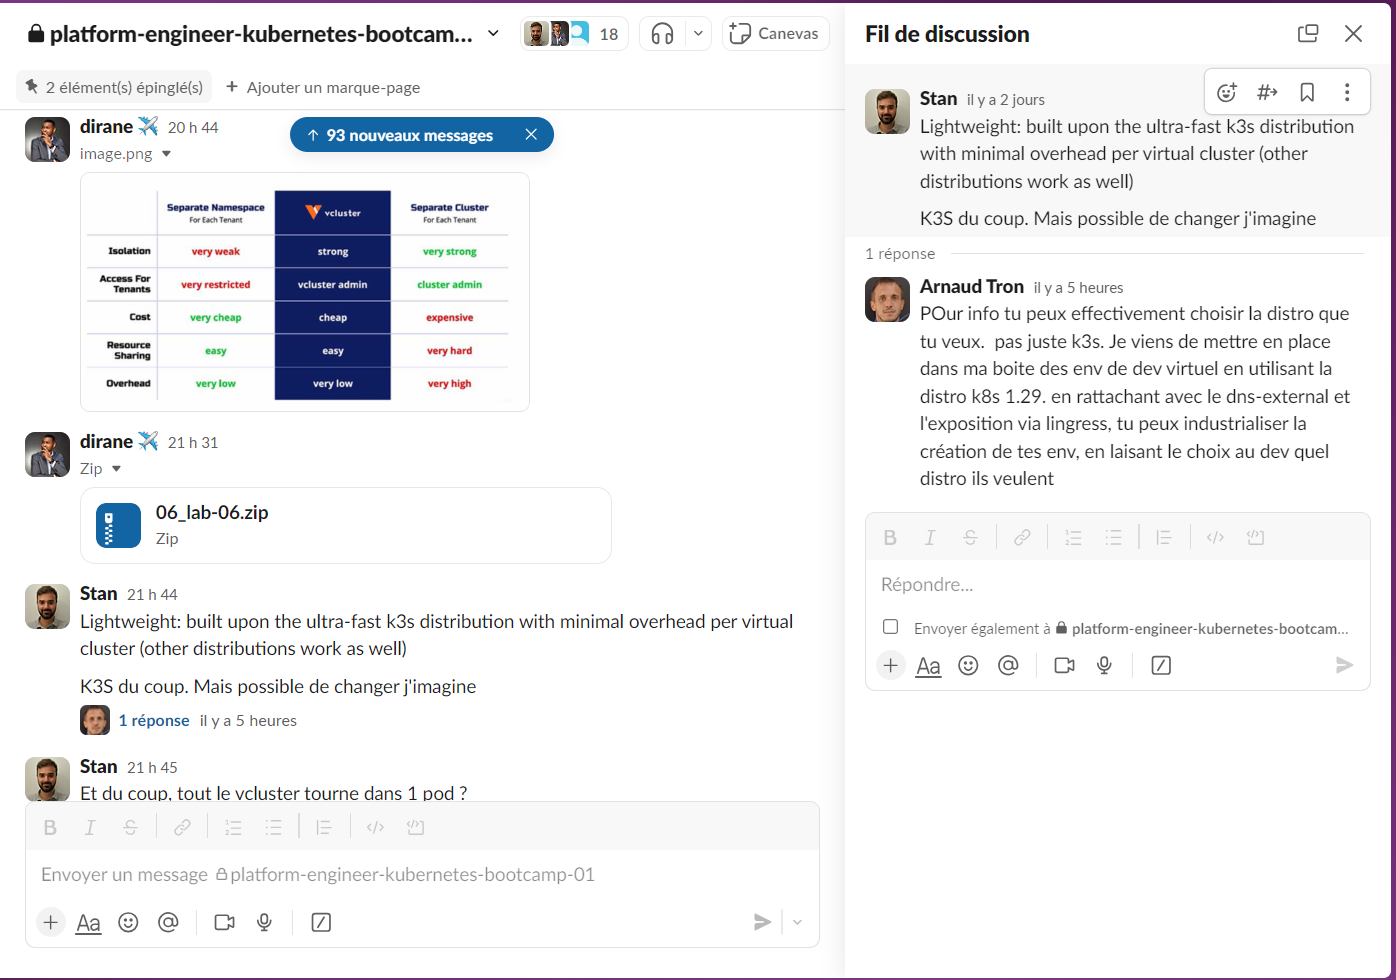 platform-engineer-kubernetes-bootcam...
18
Canevas
2 élément(s) épinglé(s)
Ajouter un marque-page
93 nouveaux messages
dirane 20 h 44
image.png
Separate Namespace For Each Tenant
vcluster
Separate Cluster For Each Tenant
Isolation very weak strong very strong
Access For Tenants very restricted vcluster admin cluster admin
Cost very cheap cheap expensive
Resource Sharing easy easy very hard
Overhead very low very low very high
dirane 21 h 31
Zip
06_lab-06.zip
Zip
Stan 21 h 44
Lightweight: built upon the ultra-fast k3s distribution with minimal overhead per virtual
cluster (other distributions work as well)
K3S du coup. Mais possible de changer j'imagine
1 réponse il y a 5 heures
Stan 21 h 45
Et du coup, tout le vcluster tourne dans 1 pod ?
Envoyer un message platform-engineer-kubernetes-bootcamp-01
Aa
Fil de discussion
Stan il y a 2 jours
Lightweight: built upon the ultra-fast k3s distribution
with minimal overhead per virtual cluster (other
distributions work as well)
K3S du coup. Mais possible de changer j'imagine
1 réponse
Arnaud Tron il y a 5 heures
POur info tu peux effectivement choisir la distro que
tu veux. pas juste k3s. Je viens de mettre en place
dans ma boite des env de dev virtuel en utilisant la
distro k8s 1.29. en rattachant avec le dns-external et
l'exposition via lingress, tu peux industrialiser la
création de tes env, en laisant le choix au dev quel
distro ils veulent
Répondre...
Envoyer également à platform-engineer-kubernetes-bootcam...
Aa